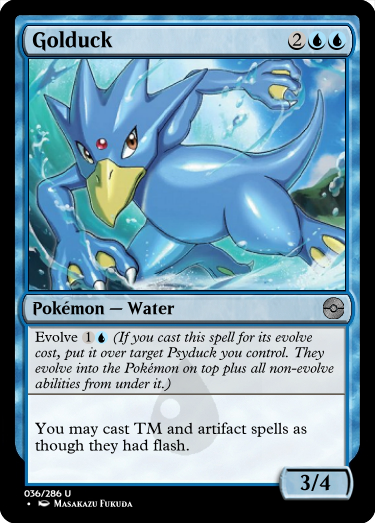 Golduck 2
Pokémon — Water
Evolve 1 (If you cast this spell for its evolve
cost, put it over target Psyduck you control. They
evolve into the Pokémon on top plus all non-evolve
abilities from under it.)
You may cast TM and artifact spells as
though they had flash.
3/4
036/286 U
• Masakazu Fukuda